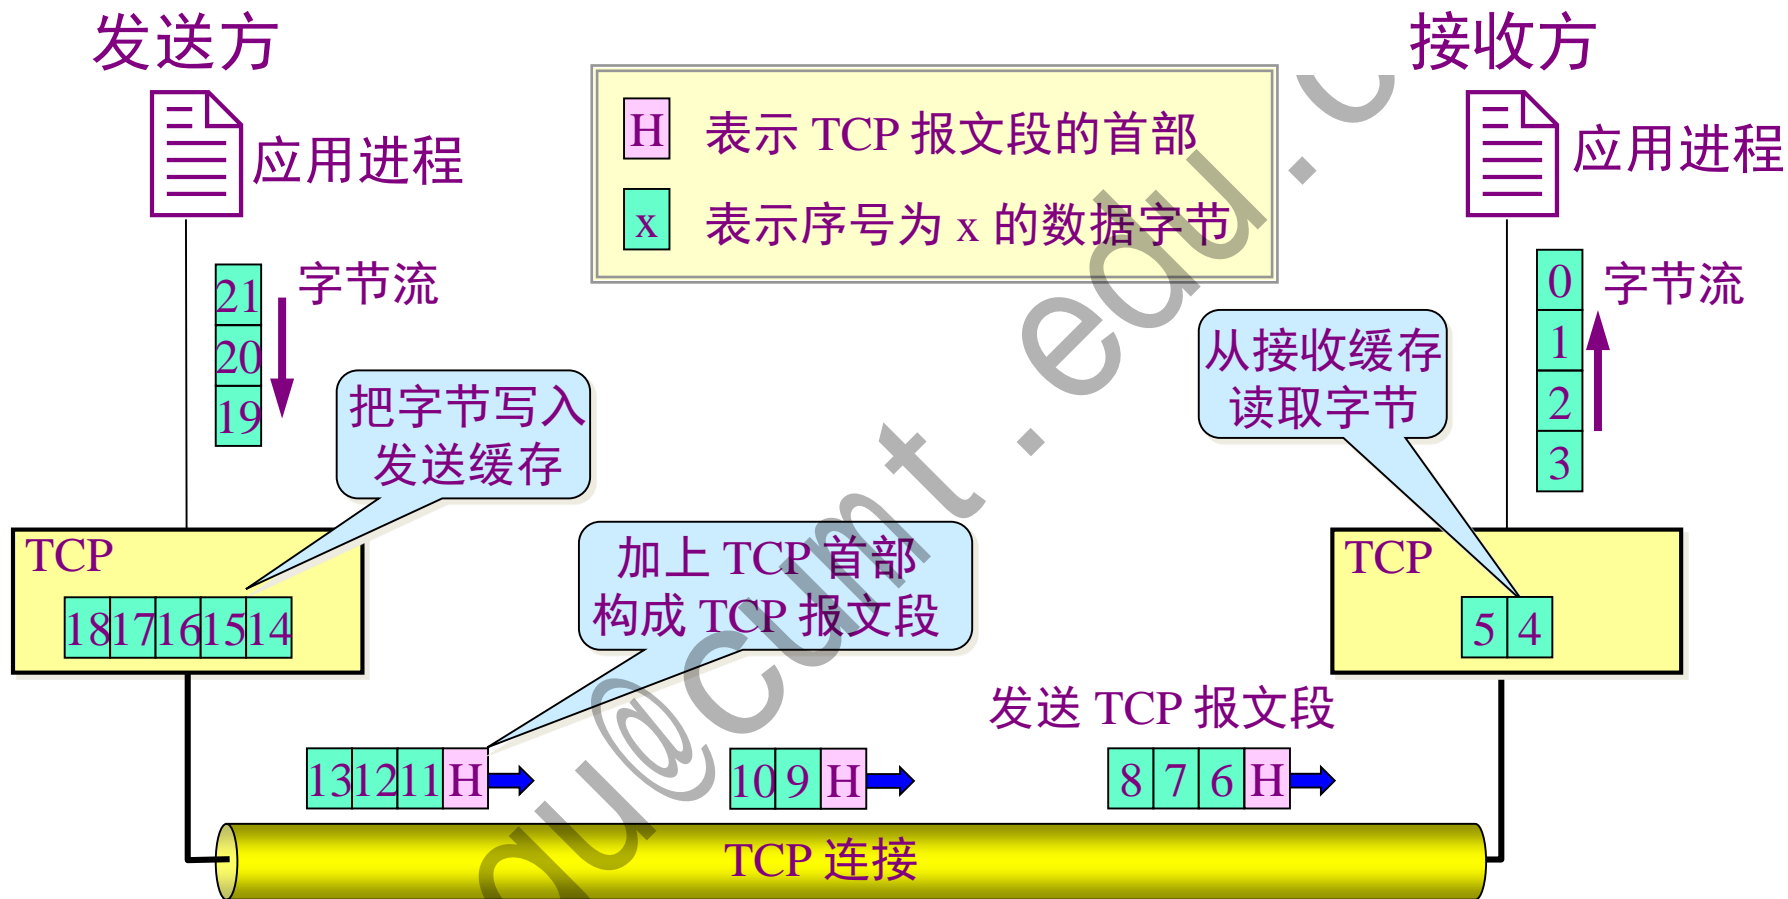 发送方
接收方
H 表示 TCP 报文段的首部
x 表示序号为 x 的数据字节
应用进程
应用进程
21
20
19
字节流
0
1
2
3
字节流
把字节写入
发送缓存
从接收缓存
读取字节
TCP
18 17 16 15 14
加上 TCP 首部
构成 TCP 报文段
TCP
5 4
发送 TCP 报文段
13 12 11 H
10 9 H
8 7 6 H
TCP 连接